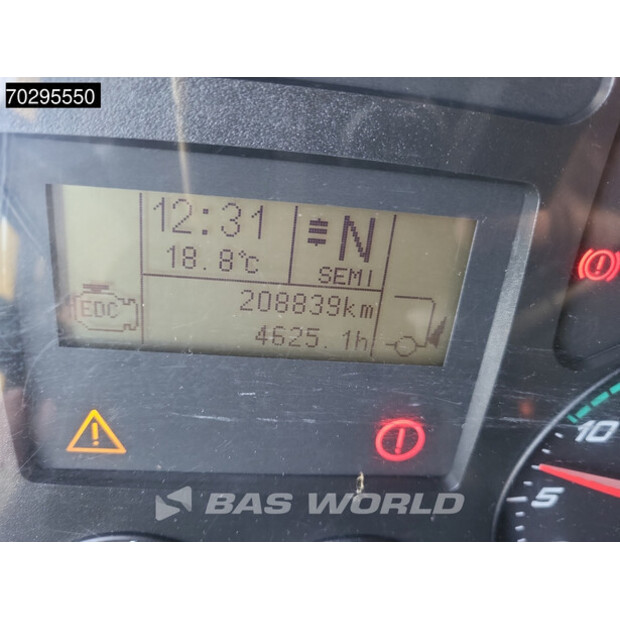 70295550
12:31
N
18.8°C
SEMI
EDC
208839km
4625.1h
10
5
BAS WORLD